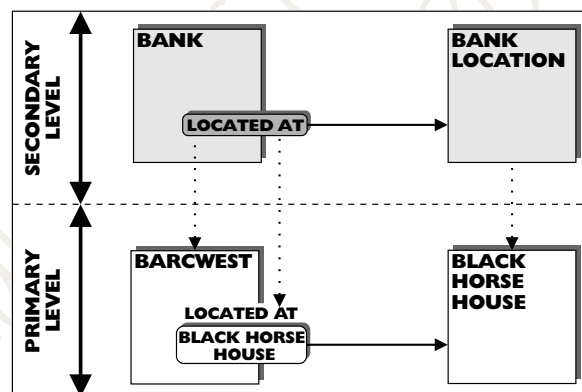 SECONDARY
LEVEL
BANK
BANK
LOCATION
LOCATED AT
PRIMARY
LEVEL
BARCWEST
BLACK
HORSE
HOUSE
LOCATED AT
BLACK HORSE
HOUSE